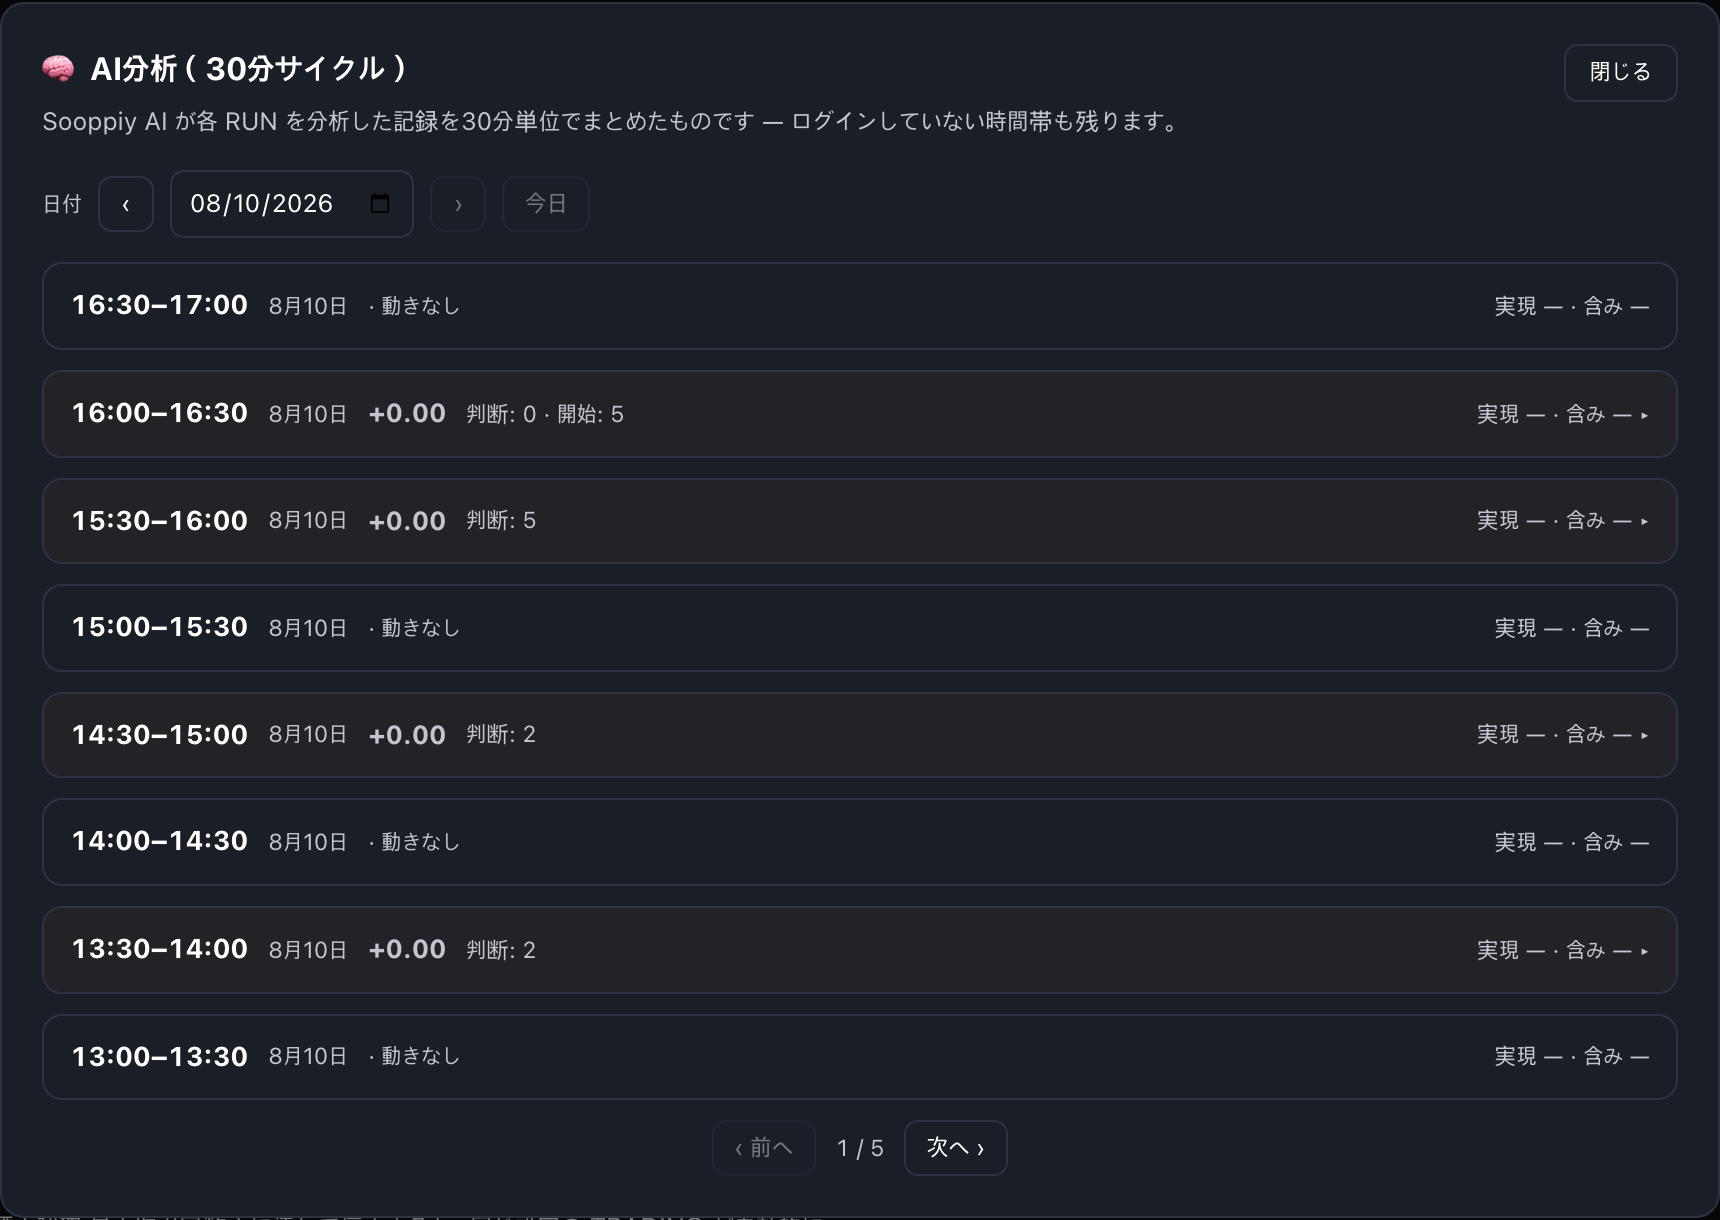 🧠 AI分析 ( 30分サイクル )
閉じる
Sooppiy AI が各 RUN を分析した記録を30分単位でまとめたものです — ログインしていない時間帯も残ります。
日付 ‹ 08/10/2026 › 今日
16:30–17:00 8月10日 · 動きなし 実現 — · 含み —
16:00–16:30 8月10日 +0.00 判断: 0 · 開始: 5 実現 — · 含み — ▸
15:30–16:00 8月10日 +0.00 判断: 5 実現 — · 含み — ▸
15:00–15:30 8月10日 · 動きなし 実現 — · 含み —
14:30–15:00 8月10日 +0.00 判断: 2 実現 — · 含み — ▸
14:00–14:30 8月10日 · 動きなし 実現 — · 含み —
13:30–14:00 8月10日 +0.00 判断: 2 実現 — · 含み — ▸
13:00–13:30 8月10日 · 動きなし 実現 — · 含み —
‹ 前へ 1 / 5 次へ ›